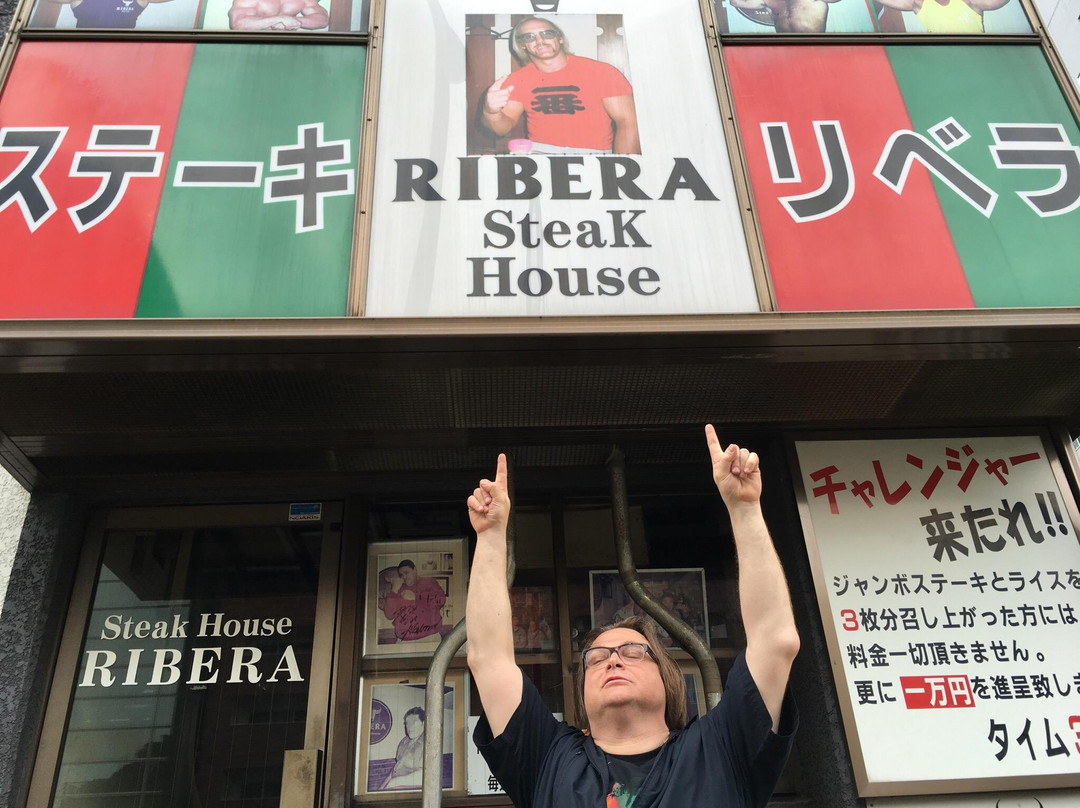 ステーキ
一番
RIBERA
SteaK
House
リベラ
Steak House
RIBERA
チャレンジャー
来たれ!!
ジャンボステーキとライスを
3枚分召し上がった方には
料金一切頂きません。
更に一万円を進呈致し
タイム3